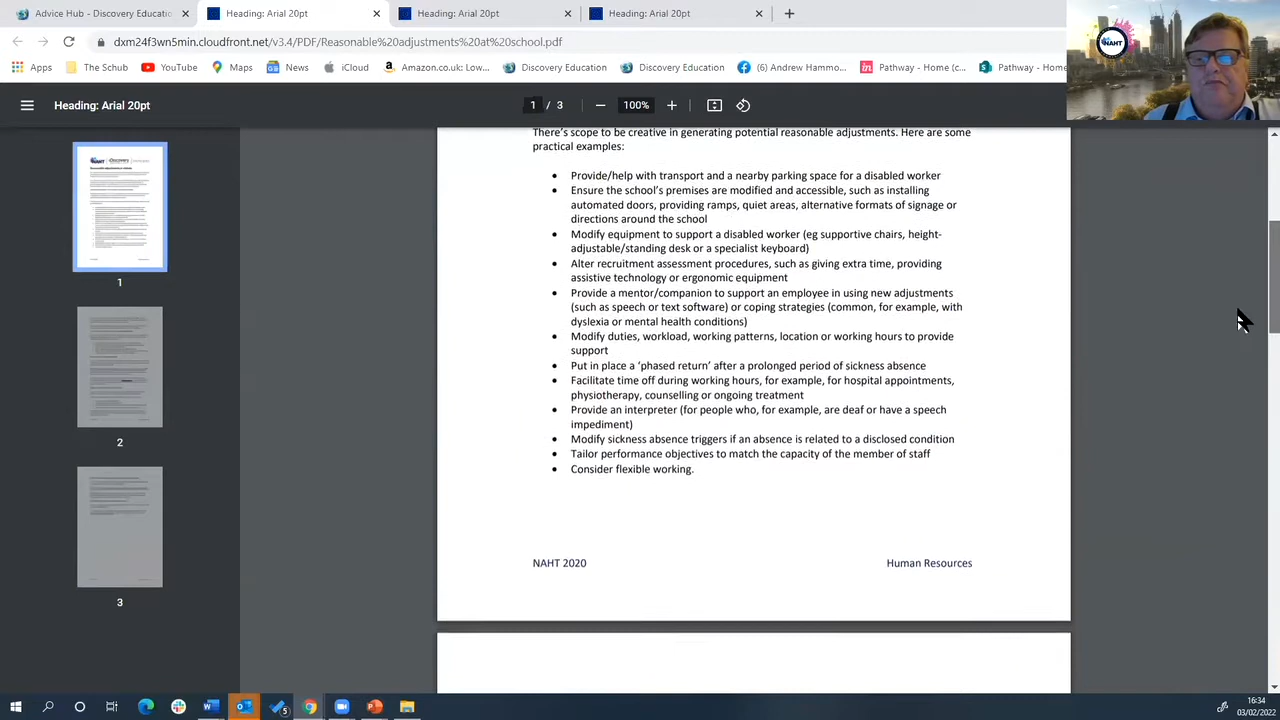 Advice Hub - Discovery Educatio
Heading: Arial 20pt
Heading: Arial 20pt
Heading: Arial 20pt
dxm24f3wn5mnt.cloudfront.net/v3.4/PDF/Reasonable%20adjustments%20in%20school.pdf
Apps
The School
YouTube
Maps
News
iCloud
Amazon.co.uk: Low...
Discovery Education
Discovery Education
(6) Andrew Hammo...
Pathway - Home (c...
Pathway - Home
NAHT
Heading: Arial 20pt
1 / 3
100%
There's scope to be creative in generating potential reasonable adjustments. Here are some
practical examples:
• Provide/help with transport and a nearby parking space for a disabled worker
• Ensure the school's premises are modified and accessible, such as installing
automated doors, providing ramps, quiet areas, alternative formats of signage or
directions around the school
• Modify equipment to support a disabled worker (eg supportive chairs, height-
adjustable/standing desk or a specialist keyboard)
• Alter recruitment assessment procedures, such as giving extra time, providing
assistive technology or ergonomic equipment
• Provide a mentor/companion to support an employee in using new adjustments
(such as speech or text software) or coping strategies (common, for example, with
dyslexia or mental health conditions)
• Modify duties, workload, working patterns, location or working hours to provide
support
• Put in place a 'phased return' after a prolonged period of sickness absence
• Facilitate time off during working hours, for example, for hospital appointments,
physiotherapy, counselling or ongoing treatment
• Provide an interpreter (for people who, for example, are deaf or have a speech
impediment)
• Modify sickness absence triggers if an absence is related to a disclosed condition
• Tailor performance objectives to match the capacity of the member of staff
• Consider flexible working.
NAHT 2020
Human Resources
1
2
3
16:34
03/02/2022